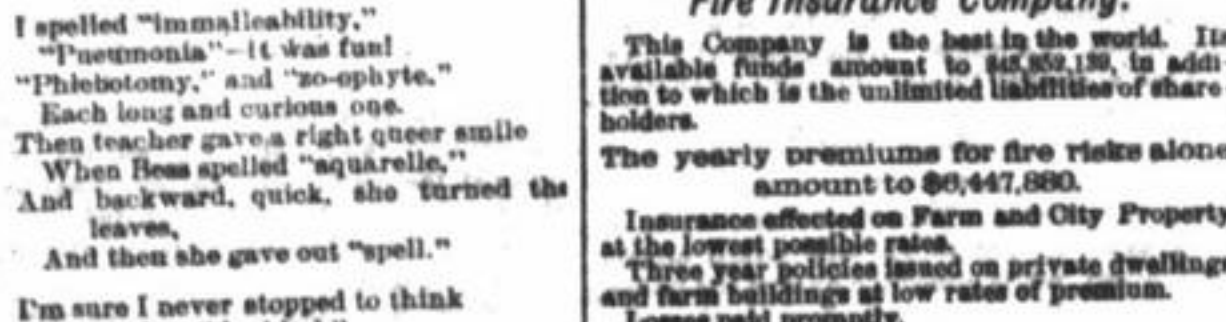 I spelled "immalleability,"
"Pneumonia"—it was fun!
"Phlebotomy," and "zo-ophyte,"
Each long and curious one.
Then teacher gave a right queer smile
When Bess spelled "aquarelle,"
And backward, quick, she turned the
leaves,
And then she gave out "spell."
I'm sure I never stopped to think
Fire Insurance Company.
This Company is the best in the world. Its
available funds amount to in addi-
tion to which is the unlimited liabilities of share-
holders.
The yearly premiums for fire risks alone
amount to $6,447,880.
Insurance effected on Farm and City Property
at the lowest possible rates.
Three year policies issued on private dwellings
and farm buildings at low rates of premium.
Losses paid promptly.